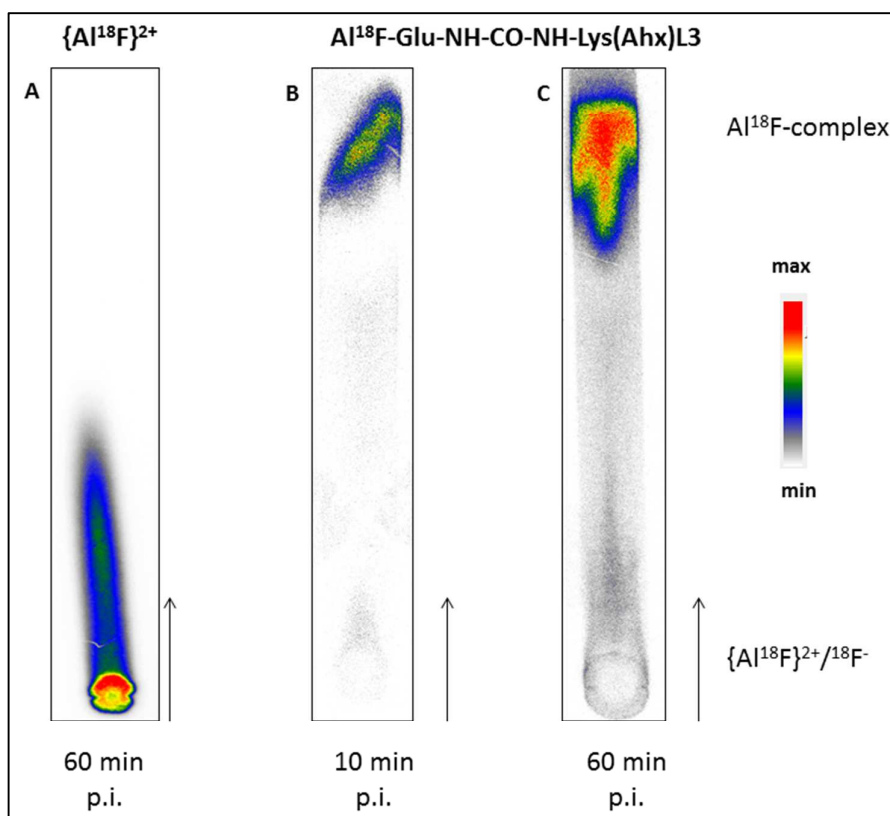 {Al¹⁸F}²⁺
Al¹⁸F-Glu-NH-CO-NH-Lys(Ahx)L3
A
B
C
Al¹⁸F-complex
max
min
{Al¹⁸F}²⁺/¹⁸F⁻
60 min
p.i.
10 min
p.i.
60 min
p.i.